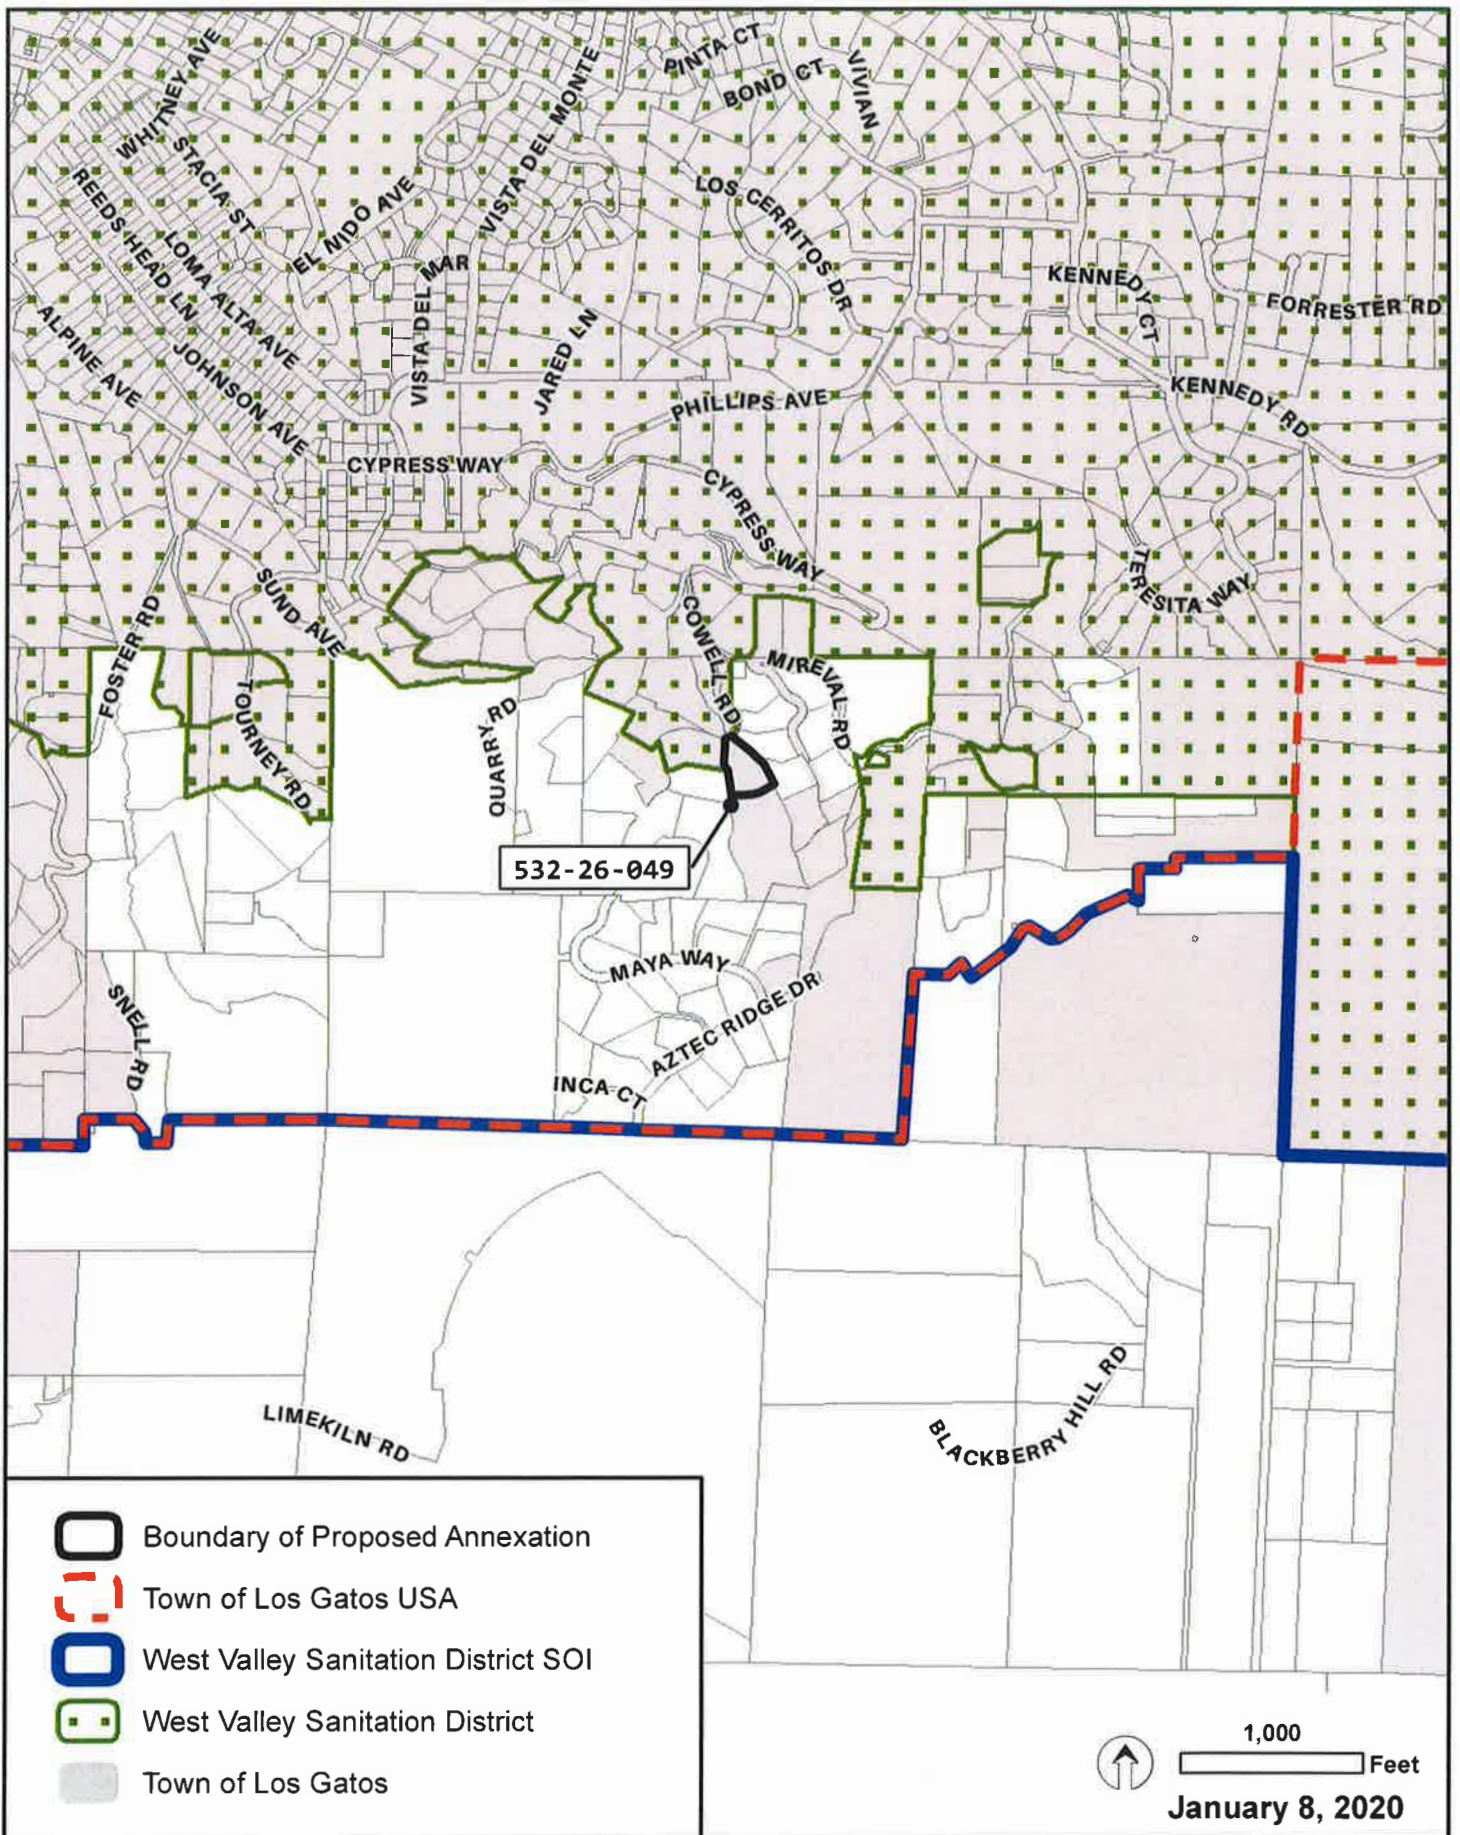 WHITNEY AVE
PINTA CT
BOND CT
VIVIAN
STACIA ST
VISTA DEL MONTE
REEDS HEAD LN
EL NIDO AVE
LOS CERRITOS DR
LOMA ALTA AVE
VISTA DEL MAR
KENNEDY CT
FORRESTER RD
ALPINE AVE
JOHNSON AVE
JARED LN
PHILLIPS AVE
KENNEDY RD
CYPRESS WAY
CYPRESS WAY
TERESITA WAY
FOSTER RD
SUND AVE
COWELL RD
MIREVAL RD
TOURNEY RD
QUARRY RD
532-26-049
MAYA WAY
AZTEC RIDGE DR
SNELL RD
INCA CT
LIMEKILN RD
BLACKBERRY HILL RD
Boundary of Proposed Annexation
Town of Los Gatos USA
West Valley Sanitation District SOI
West Valley Sanitation District
Town of Los Gatos
1,000
Feet
January 8, 2020